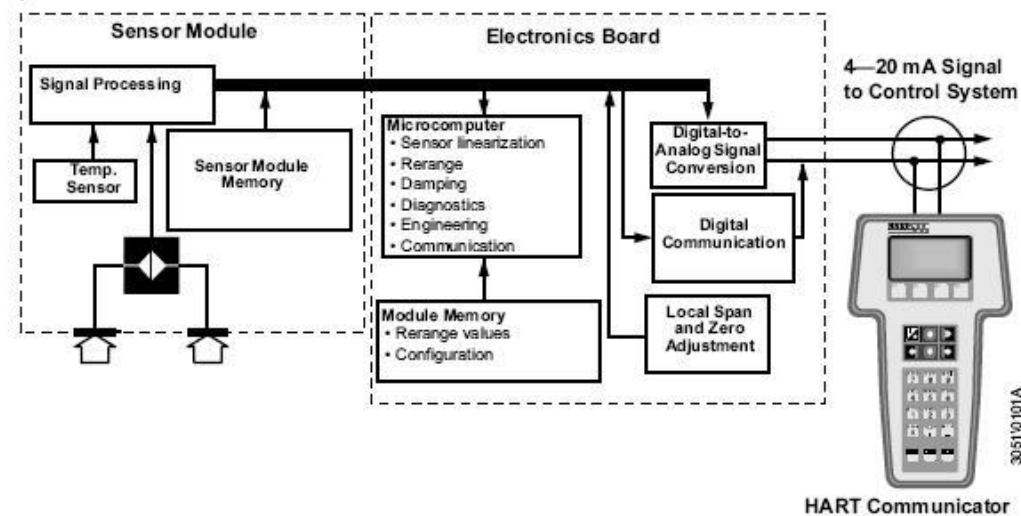 Sensor Module
Electronics Board
4—20 mA Signal
to Control System
Signal Processing
Temp.
Sensor
Sensor Module
Memory
Microcomputer
• Sensor linearization
• Rerange
• Damping
• Diagnostics
• Engineering
• Communication
Digital-to-
Analog Signal
Conversion
Digital
Communication
Module Memory
• Rerange values
• Configuration
Local Span
and Zero
Adjustment
HART Communicator